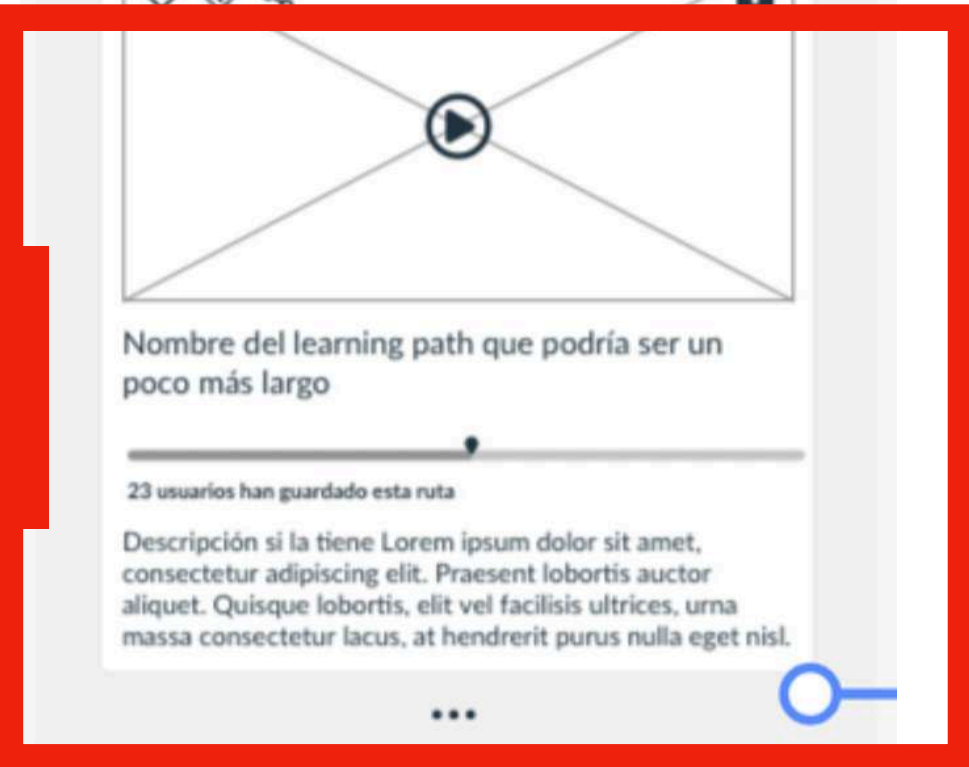 Nombre del learning path que podría ser un
poco más largo
23 usuarios han guardado esta ruta
Descripción si la tiene Lorem ipsum dolor sit amet,
consectetur adipiscing elit. Praesent lobortis auctor
aliquet. Quisque lobortis, elit vel facilisis ultrices, urna
massa consectetur lacus, at hendrerit purus nulla eget nisl.